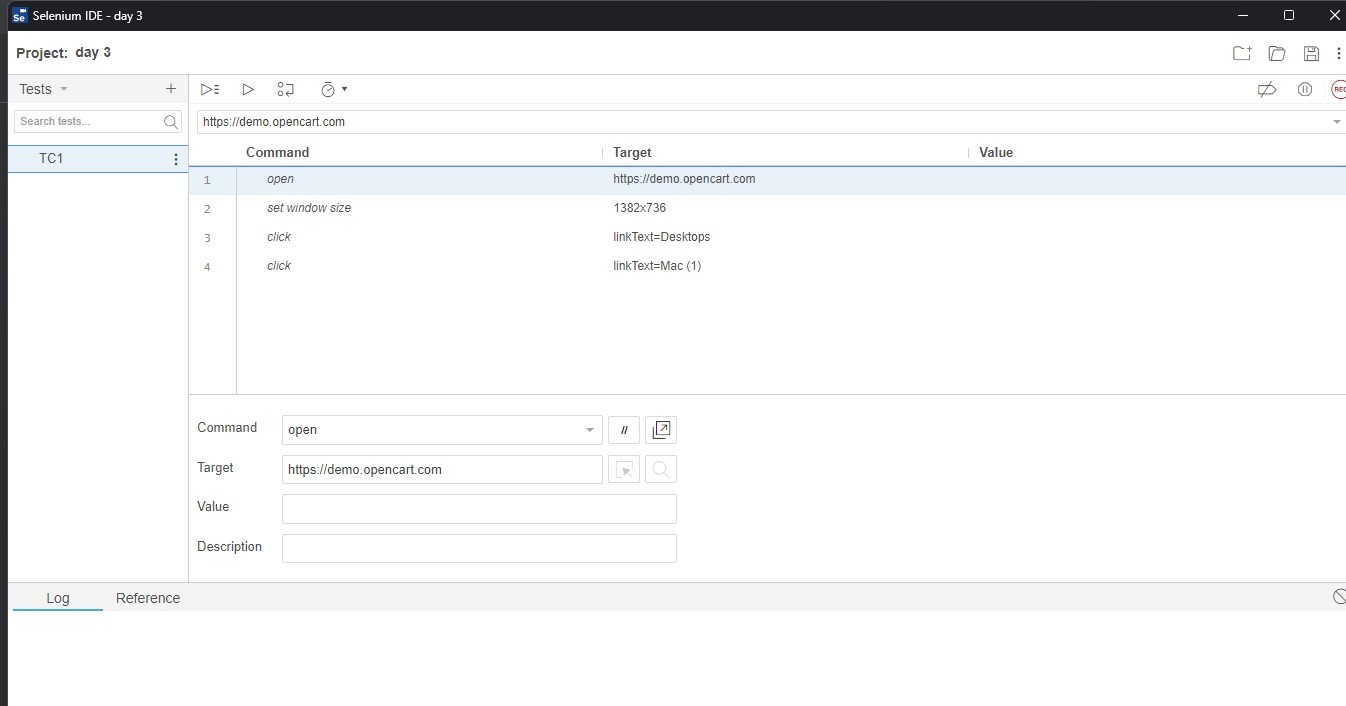 Se Selenium IDE - day 3
Project: day 3
Tests
Search tests...
TC1
REC
https://demo.opencart.com
Command Target Value
1 open https://demo.opencart.com
2 set window size 1382x736
3 click linkText=Desktops
4 click linkText=Mac (1)
Command open //
Target https://demo.opencart.com
Value
Description
Log Reference